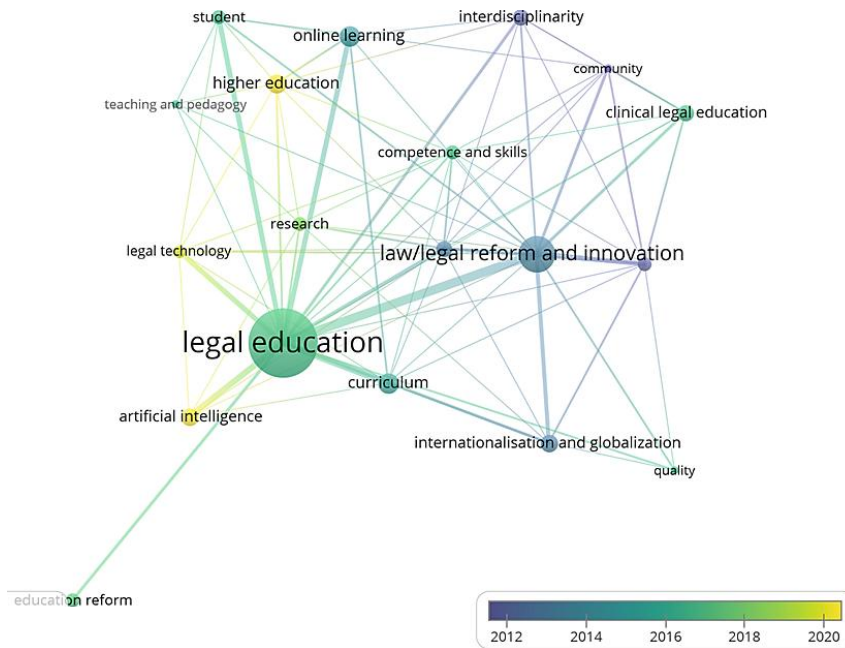 student
interdisciplinarity
online learning
community
higher education
teaching and pedagogy
clinical legal education
competence and skills
research
legal technology
law/legal reform and innovation
legal education
curriculum
artificial intelligence
internationalisation and globalization
quality
education reform
2012 2014 2016 2018 2020